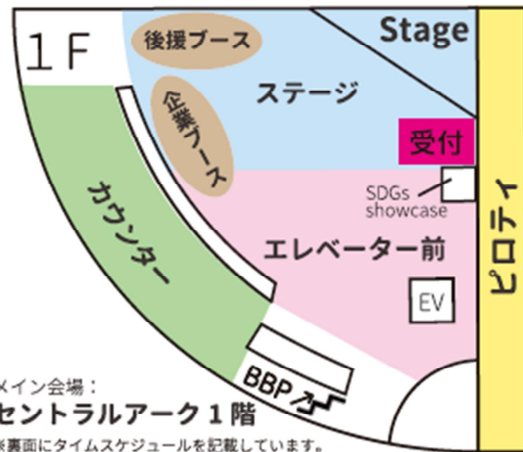 1F
後援ブース
Stage
ステージ
企業ブース
受付
SDGs
showcase
カウンター
エレベーター前
ピロティ
EV
BBP
メイン会場：
セントラルアーク1階
※裏面にタイムスケジュールを記載しています。